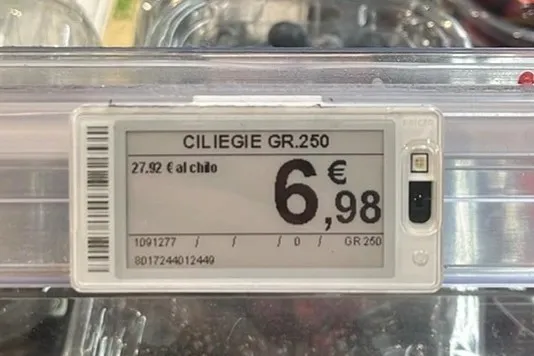 CILIEGIE GR.250
27.92 € al chilo
6,98 €
1091277 / / / 0 / GR 250
8017244012449